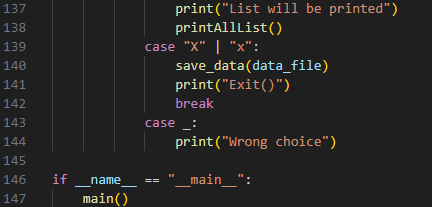 137 print("List will be printed")
138 printAllList()
139 case "X" | "x":
140 save_data(data_file)
141 print("Exit()")
142 break
143 case _:
144 print("Wrong choice")
145
146 if __name__ == "__main__":
147 main()